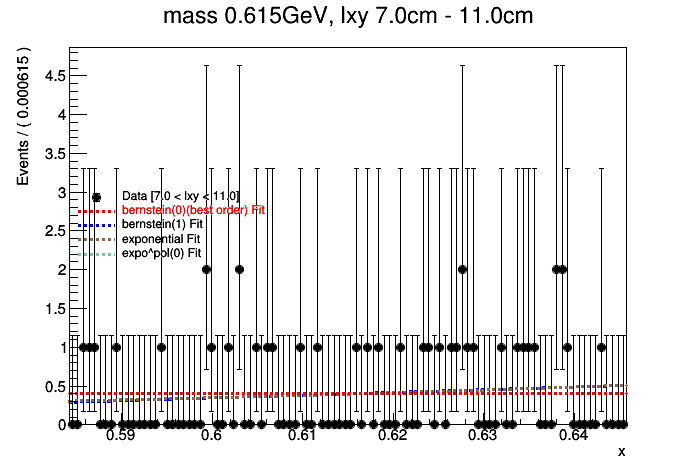 mass 0.615GeV, lxy 7.0cm - 11.0cm
Events / ( 0.000615 )
4.5
4
3.5
3
2.5
2
1.5
1
0.5
0
Data [7.0 < lxy < 11.0]
bernstein(0)(best order) Fit
bernstein(1) Fit
exponential Fit
expo^pol(0) Fit
0.59 0.6 0.61 0.62 0.63 0.64
x